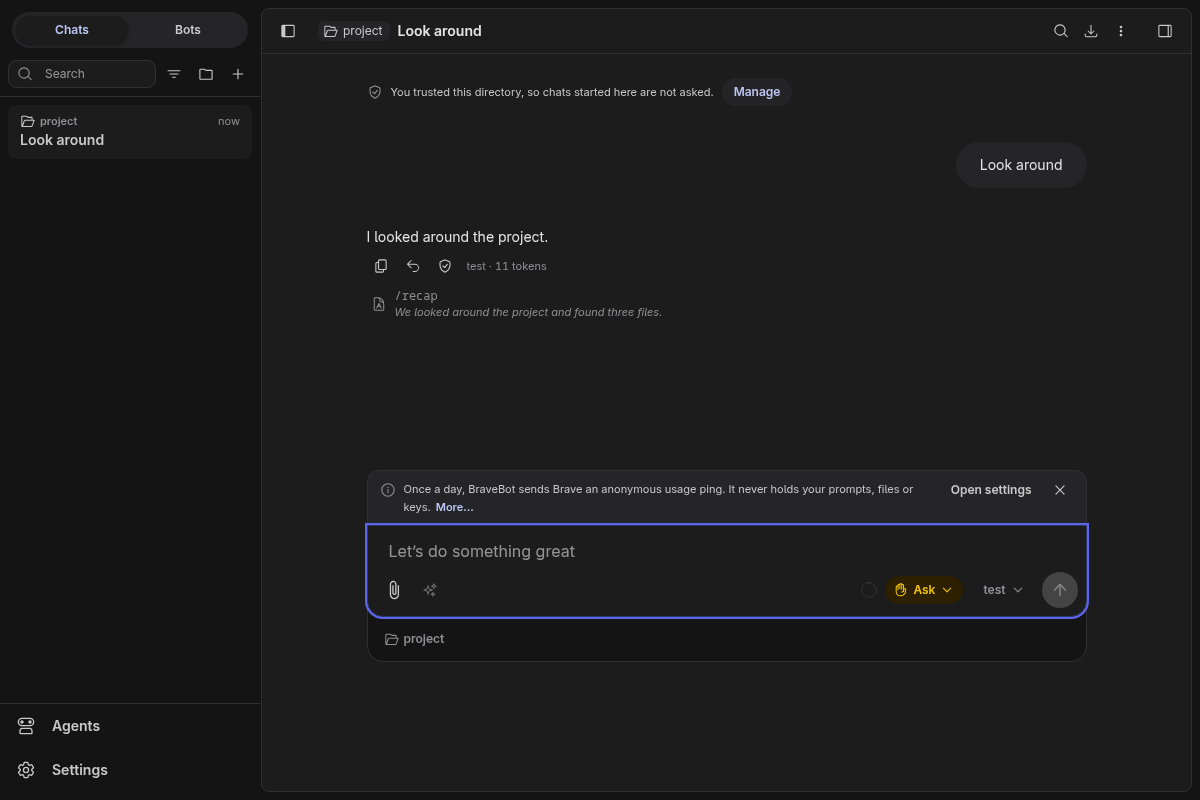 Chats
Bots
Search
project
now
Look around
Agents
Settings
project
Look around
You trusted this directory, so chats started here are not asked.
Manage
Look around
I looked around the project.
test · 11 tokens
/recap
We looked around the project and found three files.
Once a day, BraveBot sends Brave an anonymous usage ping. It never holds your prompts, files or
keys. More...
Open settings
Let's do something great
Ask
test
project